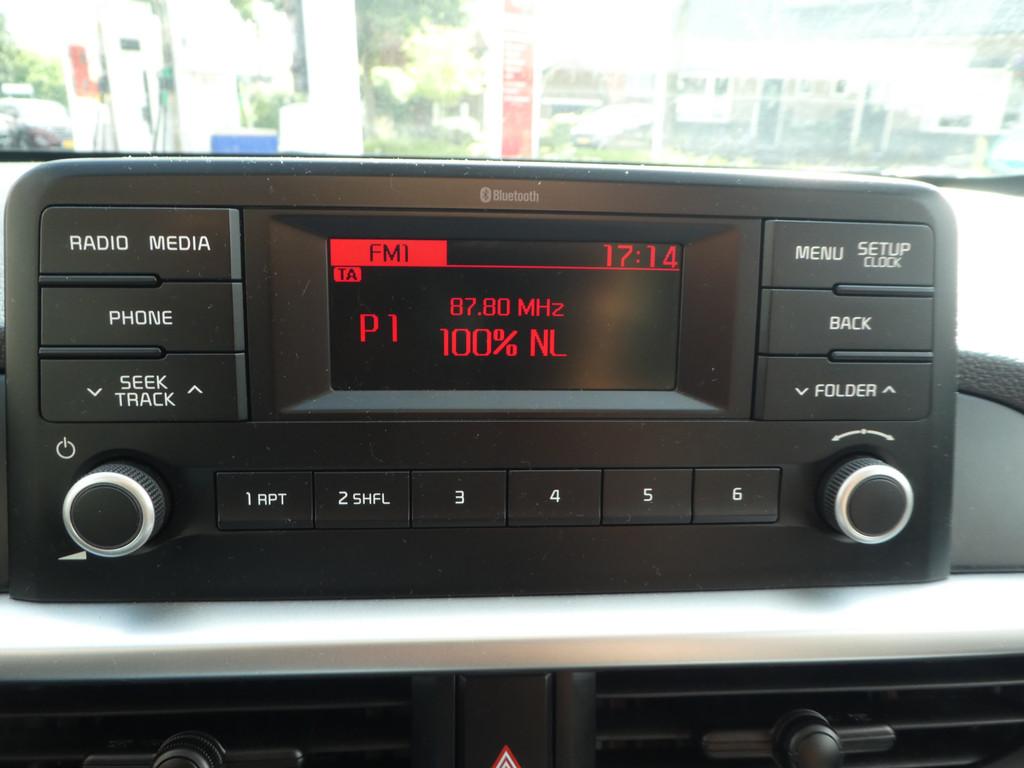 Bluetooth
RADIO MEDIA
PHONE
SEEK
TRACK
FM1 17:14
TA
87.80 MHz
P1 100% NL
MENU SETUP
CLOCK
BACK
FOLDER
1 RPT 2 SHFL 3 4 5 6